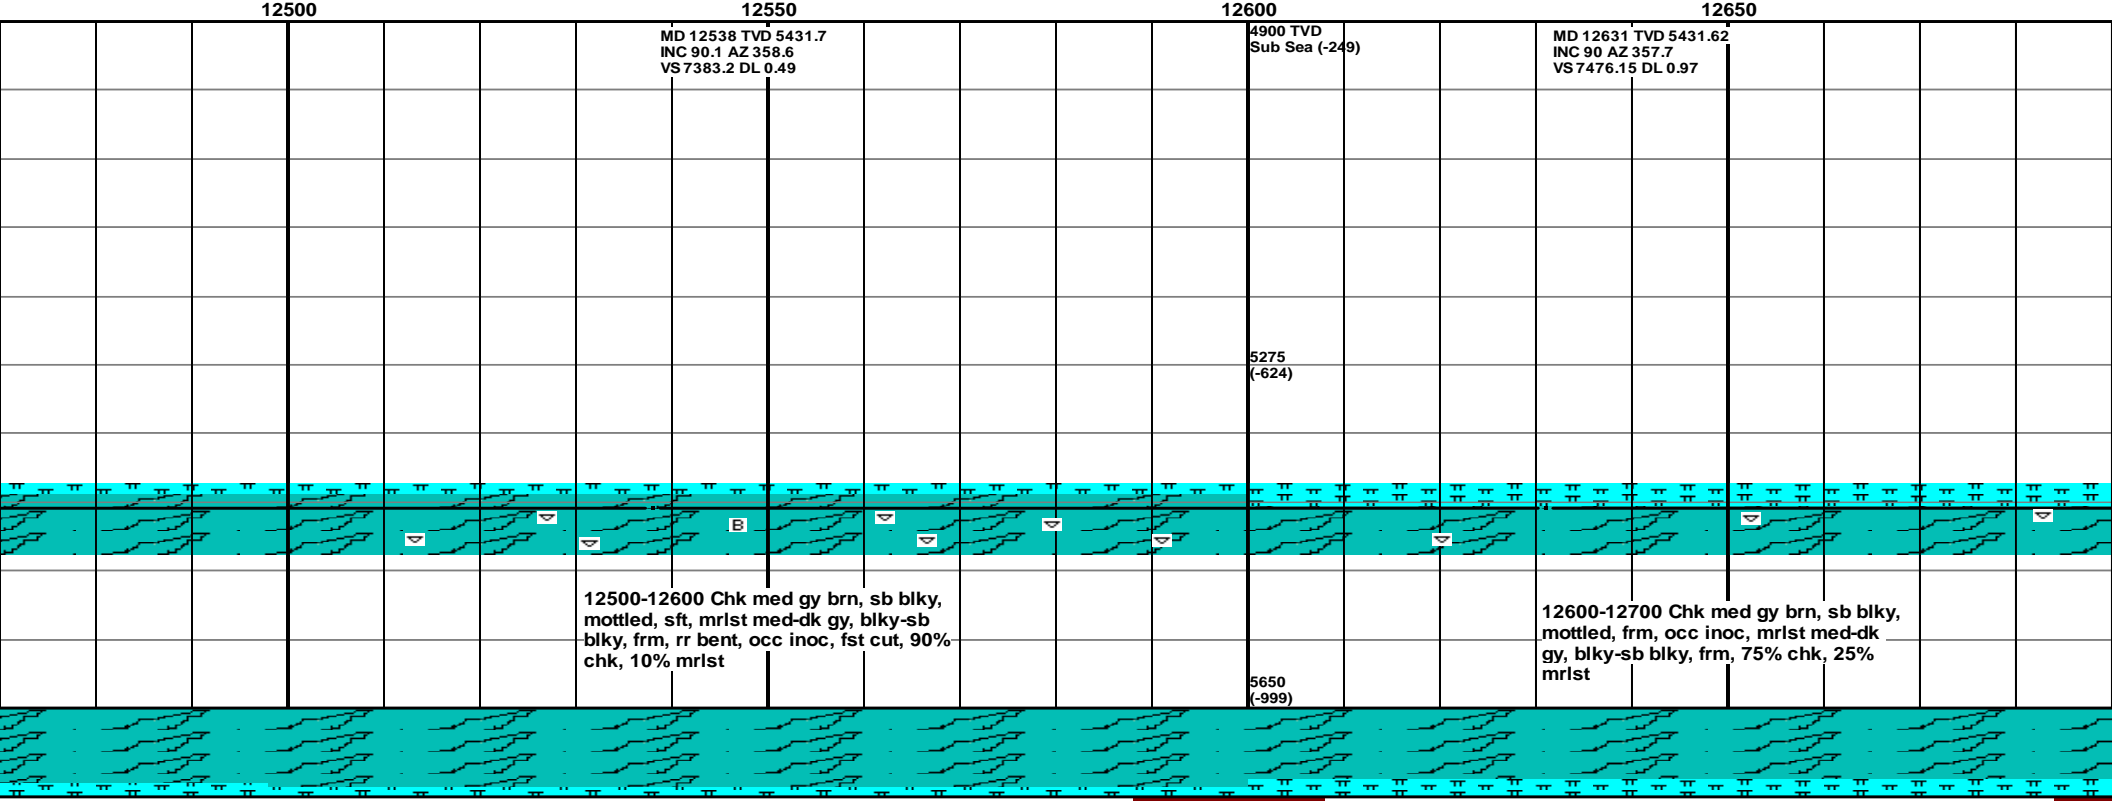 12500 12550 12600 12650
MD 12538 TVD 5431.7
INC 90.1 AZ 358.6
VS 7383.2 DL 0.49
4900 TVD
Sub Sea (-249)
MD 12631 TVD 5431.62
INC 90 AZ 357.7
VS 7476.15 DL 0.97
5275
(-624)
B
12500-12600 Chk med gy brn, sb blky,
mottled, sft, mrlst med-dk gy, blky-sb
blky, frm, rr bent, occ inoc, fst cut, 90%
chk, 10% mrlst
12600-12700 Chk med gy brn, sb blky,
mottled, frm, occ inoc, mrlst med-dk
gy, blky-sb blky, frm, 75% chk, 25%
mrlst
5650
(-999)